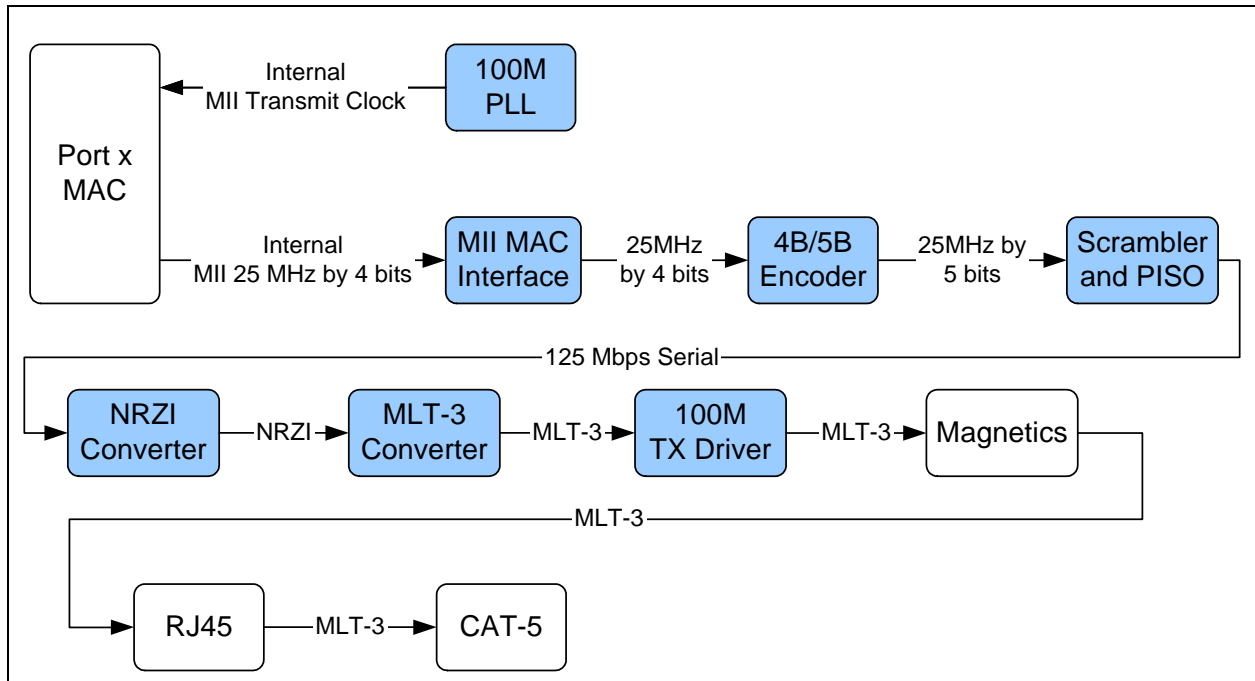 Internal
MII Transmit Clock
100M
PLL
Port x
MAC
Internal
MII 25 MHz by 4 bits
MII MAC
Interface
25MHz
by 4 bits
4B/5B
Encoder
25MHz by
5 bits
Scrambler
and PISO
125 Mbps Serial
NRZI
Converter
NRZI
MLT-3
Converter
MLT-3
100M
TX Driver
MLT-3
Magnetics
MLT-3
RJ45
MLT-3
CAT-5